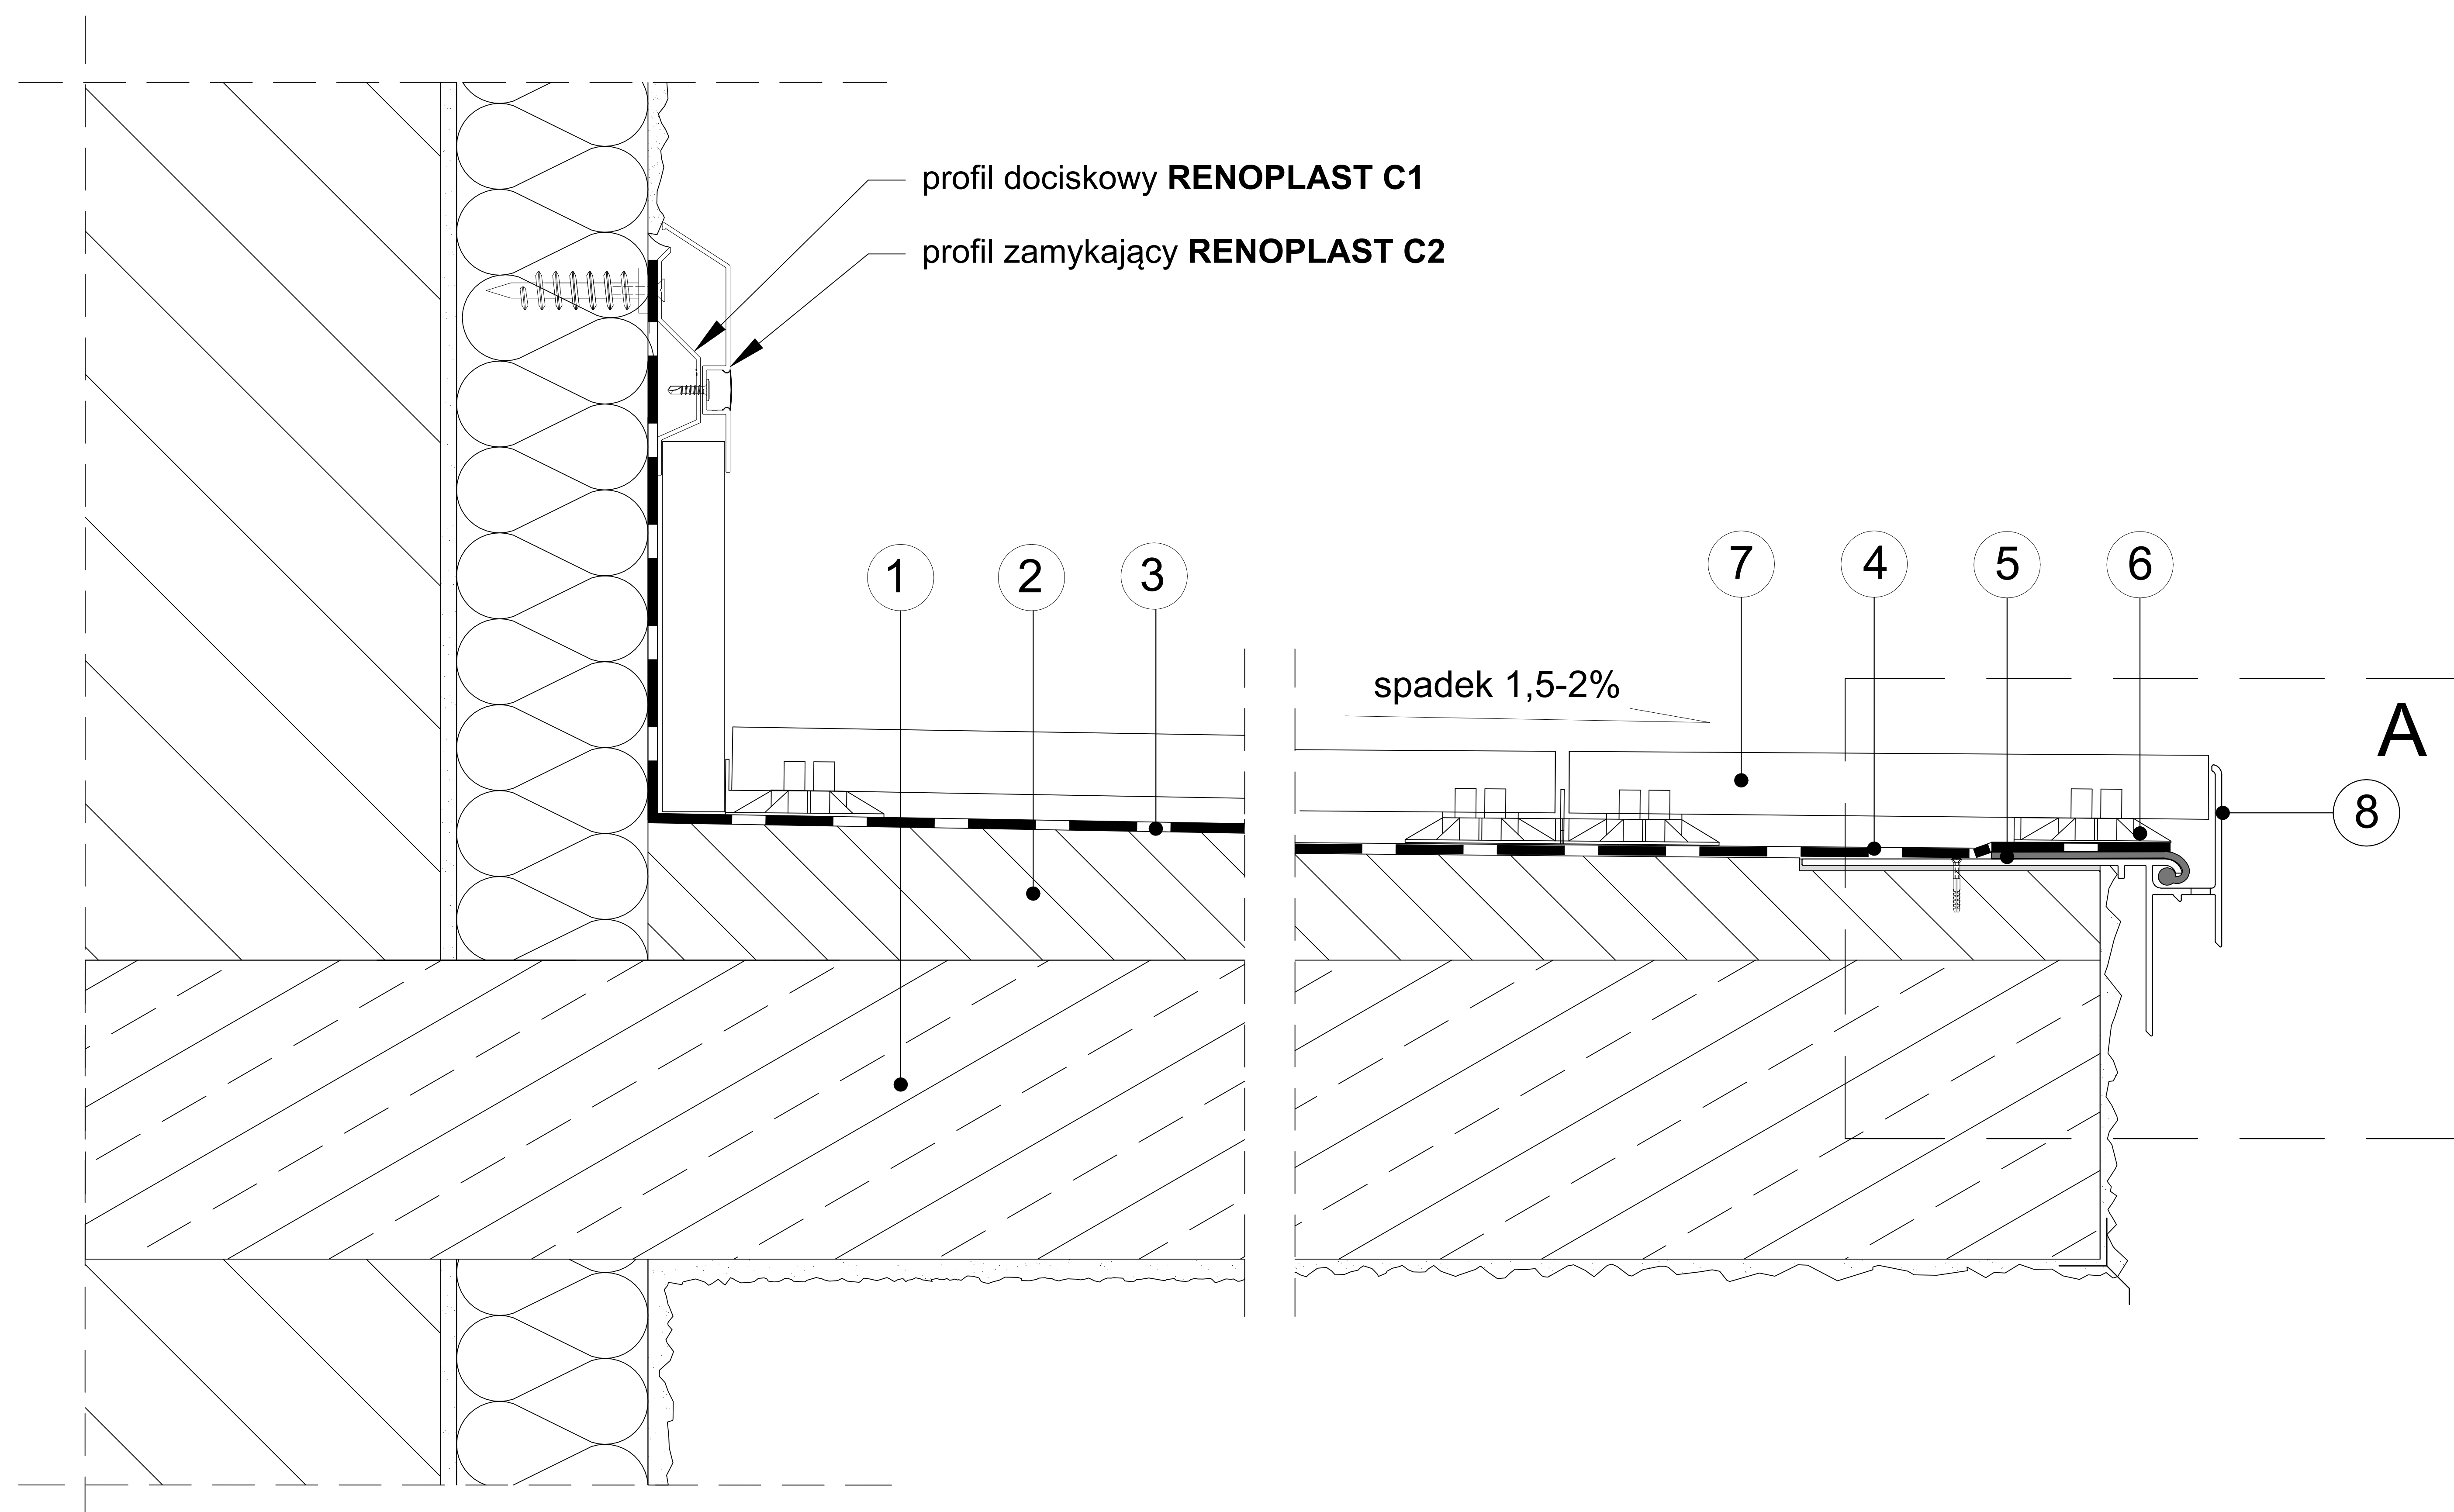 profil dociskowy RENOPLAST C1
profil zamykający RENOPLAST C2
1
2
3
7
4
5
6
spadek 1,5-2%
A
8